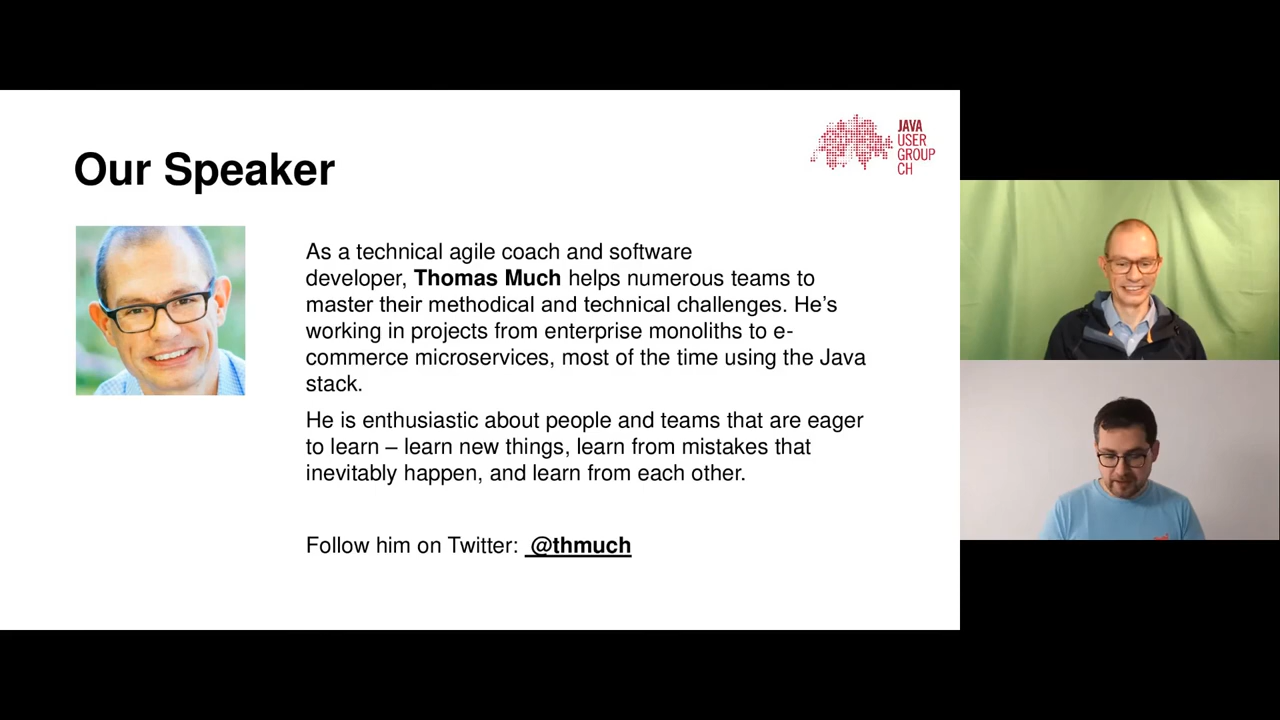 Our Speaker
JAVA
USER
GROUP
CH
As a technical agile coach and software
developer, Thomas Much helps numerous teams to
master their methodical and technical challenges. He’s
working in projects from enterprise monoliths to e-
commerce microservices, most of the time using the Java
stack.
He is enthusiastic about people and teams that are eager
to learn – learn new things, learn from mistakes that
inevitably happen, and learn from each other.
Follow him on Twitter: @thmuch